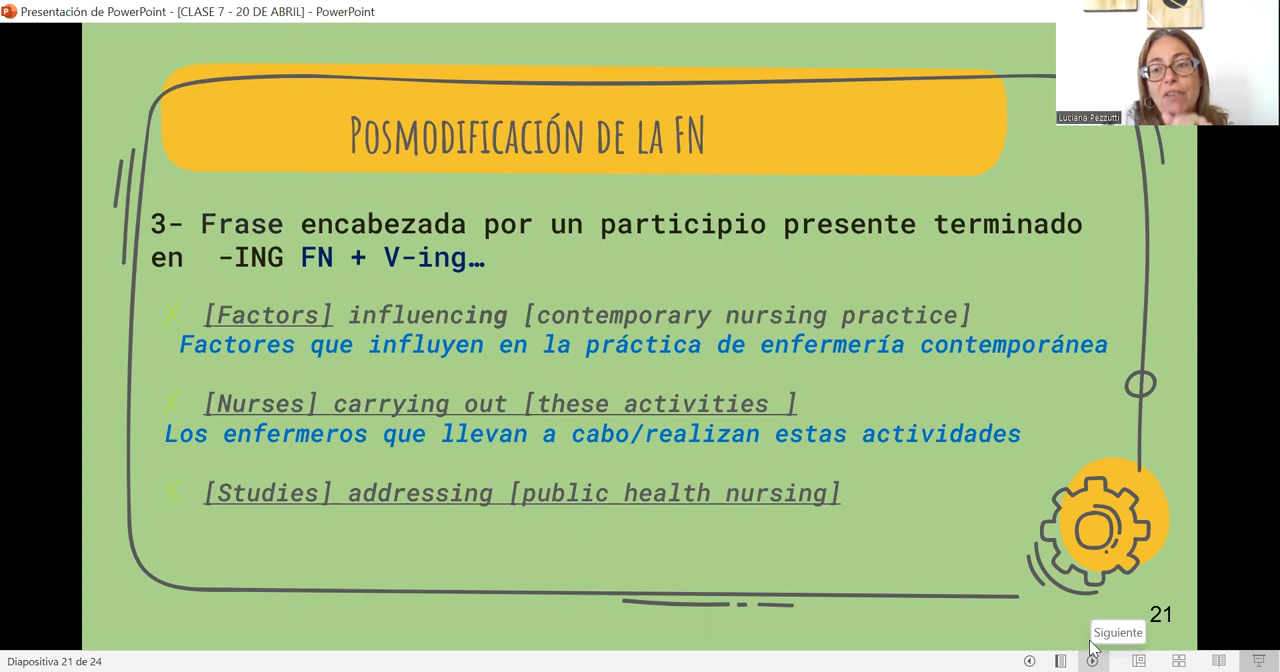 Presentación de PowerPoint - [CLASE 7 - 20 DE ABRIL] - PowerPoint
Luciana Pezzutti
Posmodificación de la FN
3- Frase encabezada por un participio presente terminado
en -ING FN + V-ing…
X [Factors] influencing [contemporary nursing practice]
Factores que influyen en la práctica de enfermería contemporánea
X [Nurses] carrying out [these activities ]
Los enfermeros que llevan a cabo/realizan estas actividades
X [Studies] addressing [public health nursing]
21
Siguiente
Diapositiva 21 de 24